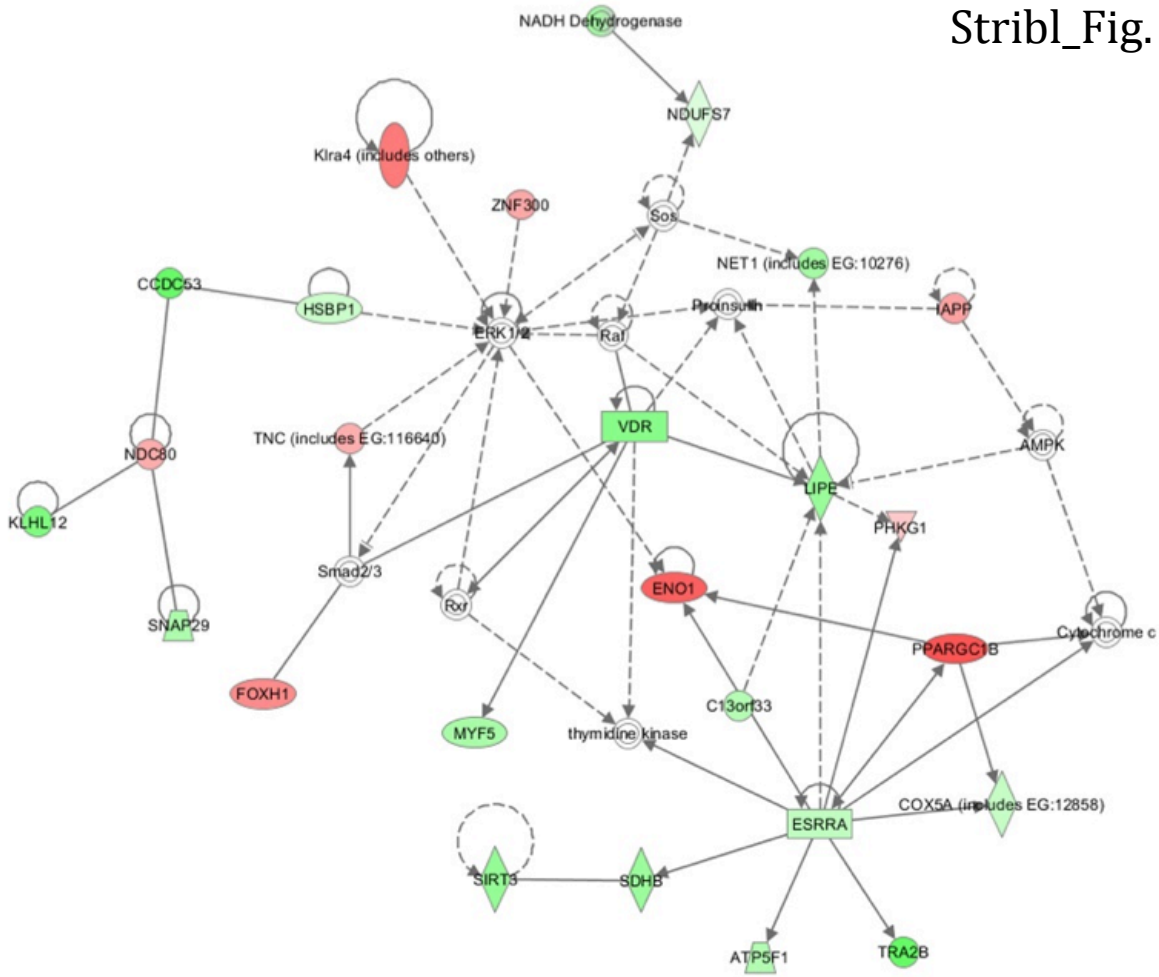 Stribl_Fig.
NADH Dehydrogenase
NDUFS7
Klra4 (includes others)
ZNF300
Sos
NET1 (includes EG:10276)
CCDC53
HSBP1
ERK1/2
Raf
Proinsulin
IAPP
VDR
TNC (includes EG:116640)
NDC80
AMPK
LIPE
KLHL12
PHKG1
Smad2/3
ENO1
Rxr
SNAP29
Cytochrome c
PPARGC1B
FOXH1
C13orf33
MYF5
thymidine kinase
COX5A (includes EG:12858)
ESRRA
SIRT3
SDHB
ATP5F1
TRA2B